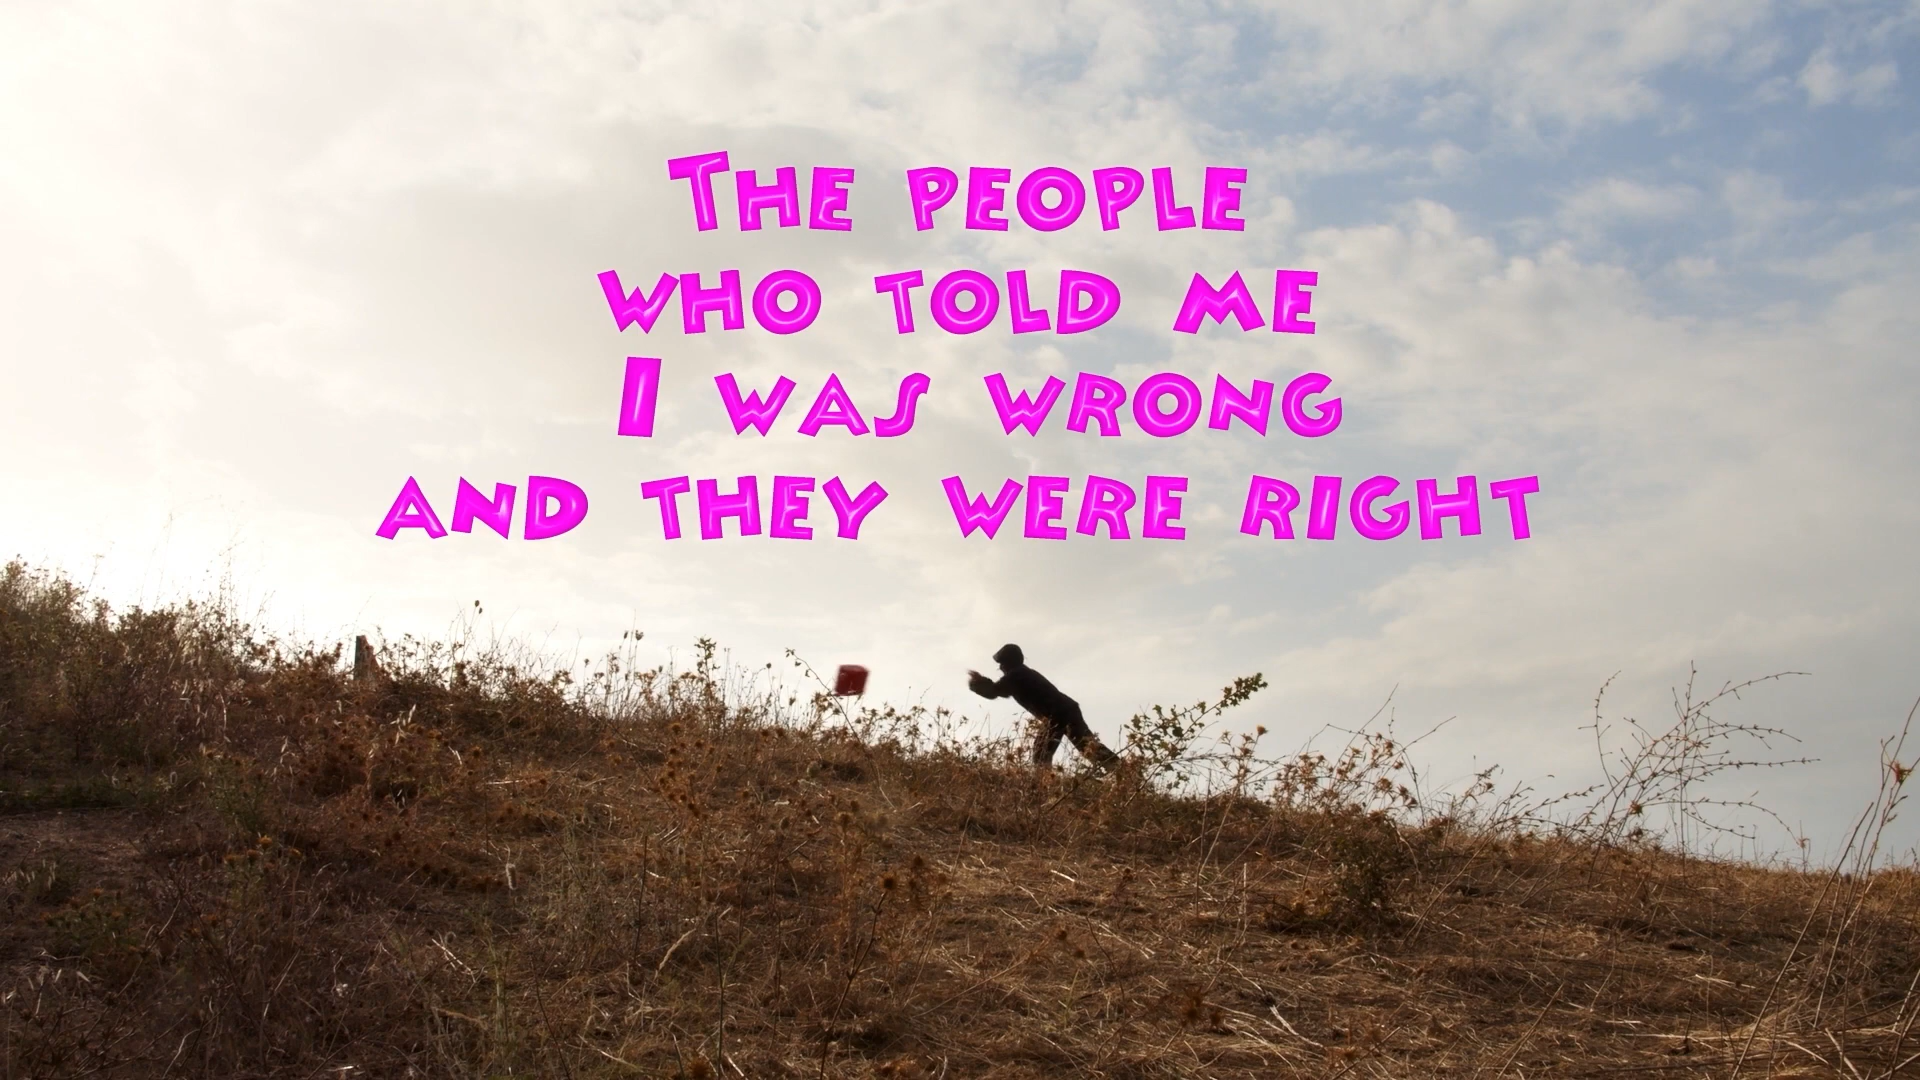 The people
who told me
I was wrong
and they were right